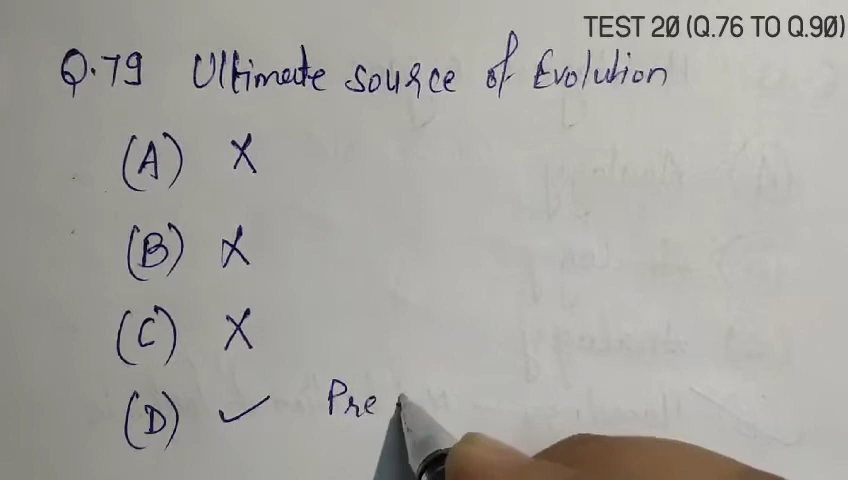 TEST 20 (Q.76 TO Q.90)
Q.79 Ultimate source of Evolution
(A) X
(B) X
(C) X
(D) ✓ Pre